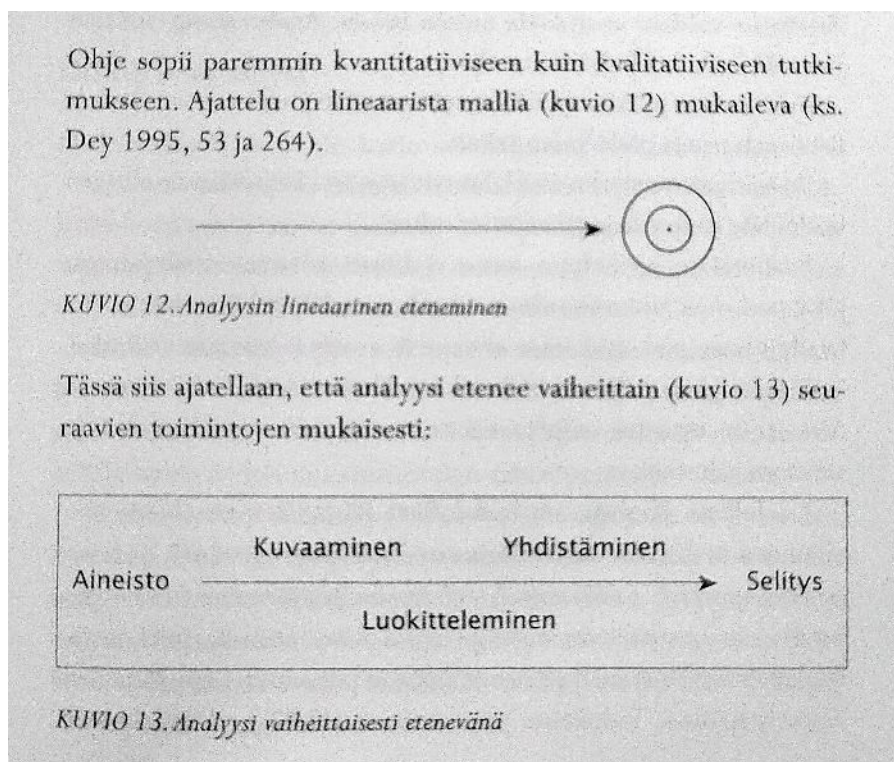 Ohje sopii paremmin kvantitatiiviseen kuin kvalitatiiviseen tutki-
mukseen. Ajattelu on lineaarista mallia (kuvio 12) mukaileva (ks.
Dey 1995, 53 ja 264).
KUVIO 12. Analyysin lineaarinen eteneminen
Tässä siis ajatellaan, että analyysi etenee vaiheittain (kuvio 13) seu-
raavien toimintojen mukaisesti:
Kuvaaminen Yhdistäminen
Aineisto Selitys
Luokitteleminen
KUVIO 13. Analyysi vaiheittaisesti etenevänä